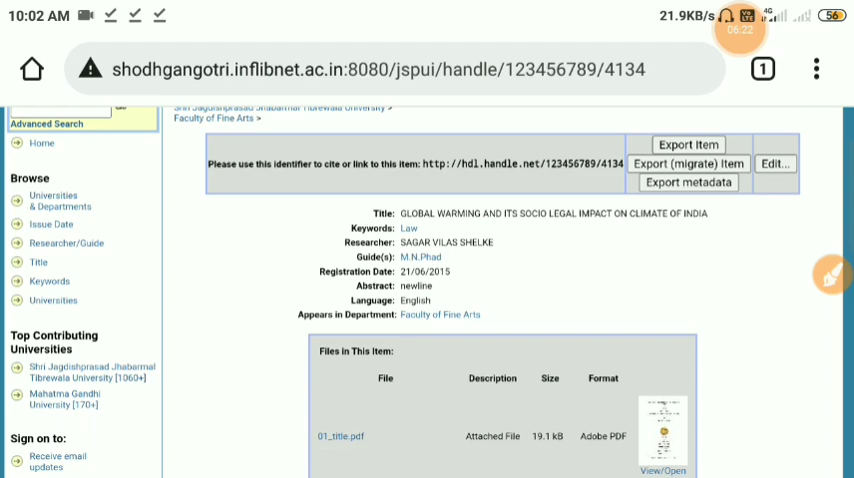 10:02 AM
21.9KB/s
Vo
LTE
4G
56
06:22
shodhgangotri.inflibnet.ac.in:8080/jspui/handle/123456789/4134
1
Shri Jagdishprasad Jhabarmal Tibrewala University >
Faculty of Fine Arts >
Go
Advanced Search
Home
Browse
Universities
& Departments
Issue Date
Researcher/Guide
Title
Keywords
Universities
Top Contributing
Universities
Shri Jagdishprasad Jhabarmal
Tibrewala University [1060+]
Mahatma Gandhi
University [170+]
Sign on to:
Receive email
updates
Please use this identifier to cite or link to this item: http://hdl.handle.net/123456789/4134
Export Item
Export (migrate) Item
Export metadata
Edit...
Title: GLOBAL WARMING AND ITS SOCIO LEGAL IMPACT ON CLIMATE OF INDIA
Keywords: Law
Researcher: SAGAR VILAS SHELKE
Guide(s): M.N.Phad
Registration Date: 21/06/2015
Abstract: newline
Language: English
Appears in Department: Faculty of Fine Arts
Files in This Item:
File Description Size Format
01_title.pdf Attached File 19.1 kB Adobe PDF
View/Open